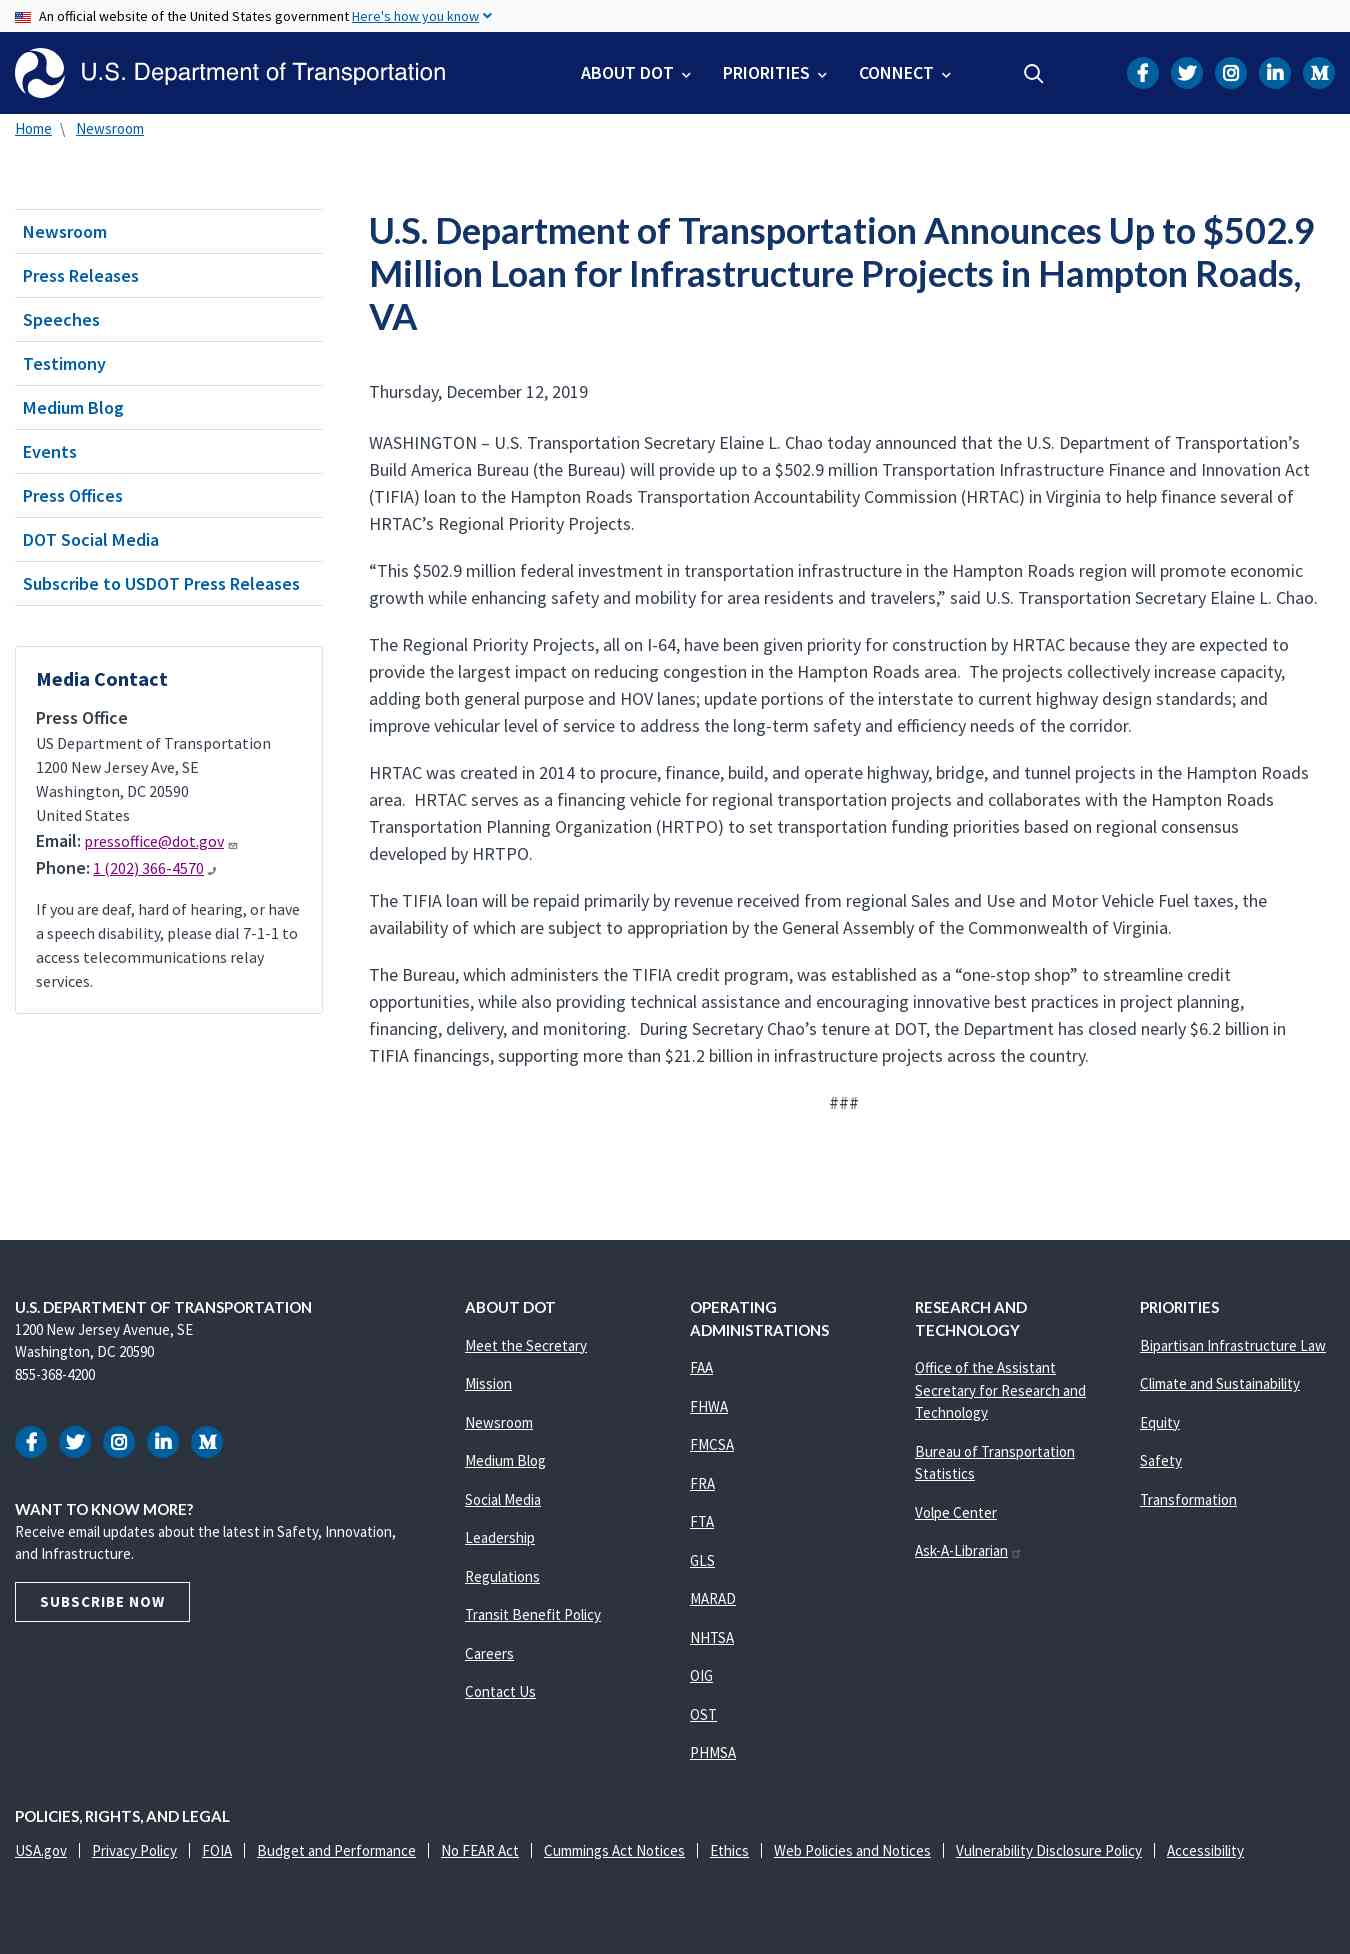 An official website of the United States government Here's how you know
U.S. Department of Transportation
ABOUT DOT
PRIORITIES
CONNECT
Home \ Newsroom
Newsroom
Press Releases
Speeches
Testimony
Medium Blog
Events
Press Offices
DOT Social Media
Subscribe to USDOT Press Releases
Media Contact
Press Office
US Department of Transportation
1200 New Jersey Ave, SE
Washington, DC 20590
United States
Email: pressoffice@dot.gov
Phone: 1 (202) 366-4570
If you are deaf, hard of hearing, or have
a speech disability, please dial 7-1-1 to
access telecommunications relay
services.
U.S. Department of Transportation Announces Up to $502.9
Million Loan for Infrastructure Projects in Hampton Roads,
VA
Thursday, December 12, 2019
WASHINGTON – U.S. Transportation Secretary Elaine L. Chao today announced that the U.S. Department of Transportation’s
Build America Bureau (the Bureau) will provide up to a $502.9 million Transportation Infrastructure Finance and Innovation Act
(TIFIA) loan to the Hampton Roads Transportation Accountability Commission (HRTAC) in Virginia to help finance several of
HRTAC’s Regional Priority Projects.
“This $502.9 million federal investment in transportation infrastructure in the Hampton Roads region will promote economic
growth while enhancing safety and mobility for area residents and travelers,” said U.S. Transportation Secretary Elaine L. Chao.
The Regional Priority Projects, all on I-64, have been given priority for construction by HRTAC because they are expected to
provide the largest impact on reducing congestion in the Hampton Roads area.  The projects collectively increase capacity,
adding both general purpose and HOV lanes; update portions of the interstate to current highway design standards; and
improve vehicular level of service to address the long-term safety and efficiency needs of the corridor.
HRTAC was created in 2014 to procure, finance, build, and operate highway, bridge, and tunnel projects in the Hampton Roads
area.  HRTAC serves as a financing vehicle for regional transportation projects and collaborates with the Hampton Roads
Transportation Planning Organization (HRTPO) to set transportation funding priorities based on regional consensus
developed by HRTPO.
The TIFIA loan will be repaid primarily by revenue received from regional Sales and Use and Motor Vehicle Fuel taxes, the
availability of which are subject to appropriation by the General Assembly of the Commonwealth of Virginia.
The Bureau, which administers the TIFIA credit program, was established as a “one-stop shop” to streamline credit
opportunities, while also providing technical assistance and encouraging innovative best practices in project planning,
financing, delivery, and monitoring.  During Secretary Chao’s tenure at DOT, the Department has closed nearly $6.2 billion in
TIFIA financings, supporting more than $21.2 billion in infrastructure projects across the country.
###
U.S. DEPARTMENT OF TRANSPORTATION
1200 New Jersey Avenue, SE
Washington, DC 20590
855-368-4200
WANT TO KNOW MORE?
Receive email updates about the latest in Safety, Innovation,
and Infrastructure.
SUBSCRIBE NOW
ABOUT DOT
Meet the Secretary
Mission
Newsroom
Medium Blog
Social Media
Leadership
Regulations
Transit Benefit Policy
Careers
Contact Us
OPERATING
ADMINISTRATIONS
FAA
FHWA
FMCSA
FRA
FTA
GLS
MARAD
NHTSA
OIG
OST
PHMSA
RESEARCH AND
TECHNOLOGY
Office of the Assistant
Secretary for Research and
Technology
Bureau of Transportation
Statistics
Volpe Center
Ask-A-Librarian
PRIORITIES
Bipartisan Infrastructure Law
Climate and Sustainability
Equity
Safety
Transformation
POLICIES, RIGHTS, AND LEGAL
USA.gov | Privacy Policy | FOIA | Budget and Performance | No FEAR Act | Cummings Act Notices | Ethics | Web Policies and Notices | Vulnerability Disclosure Policy | Accessibility